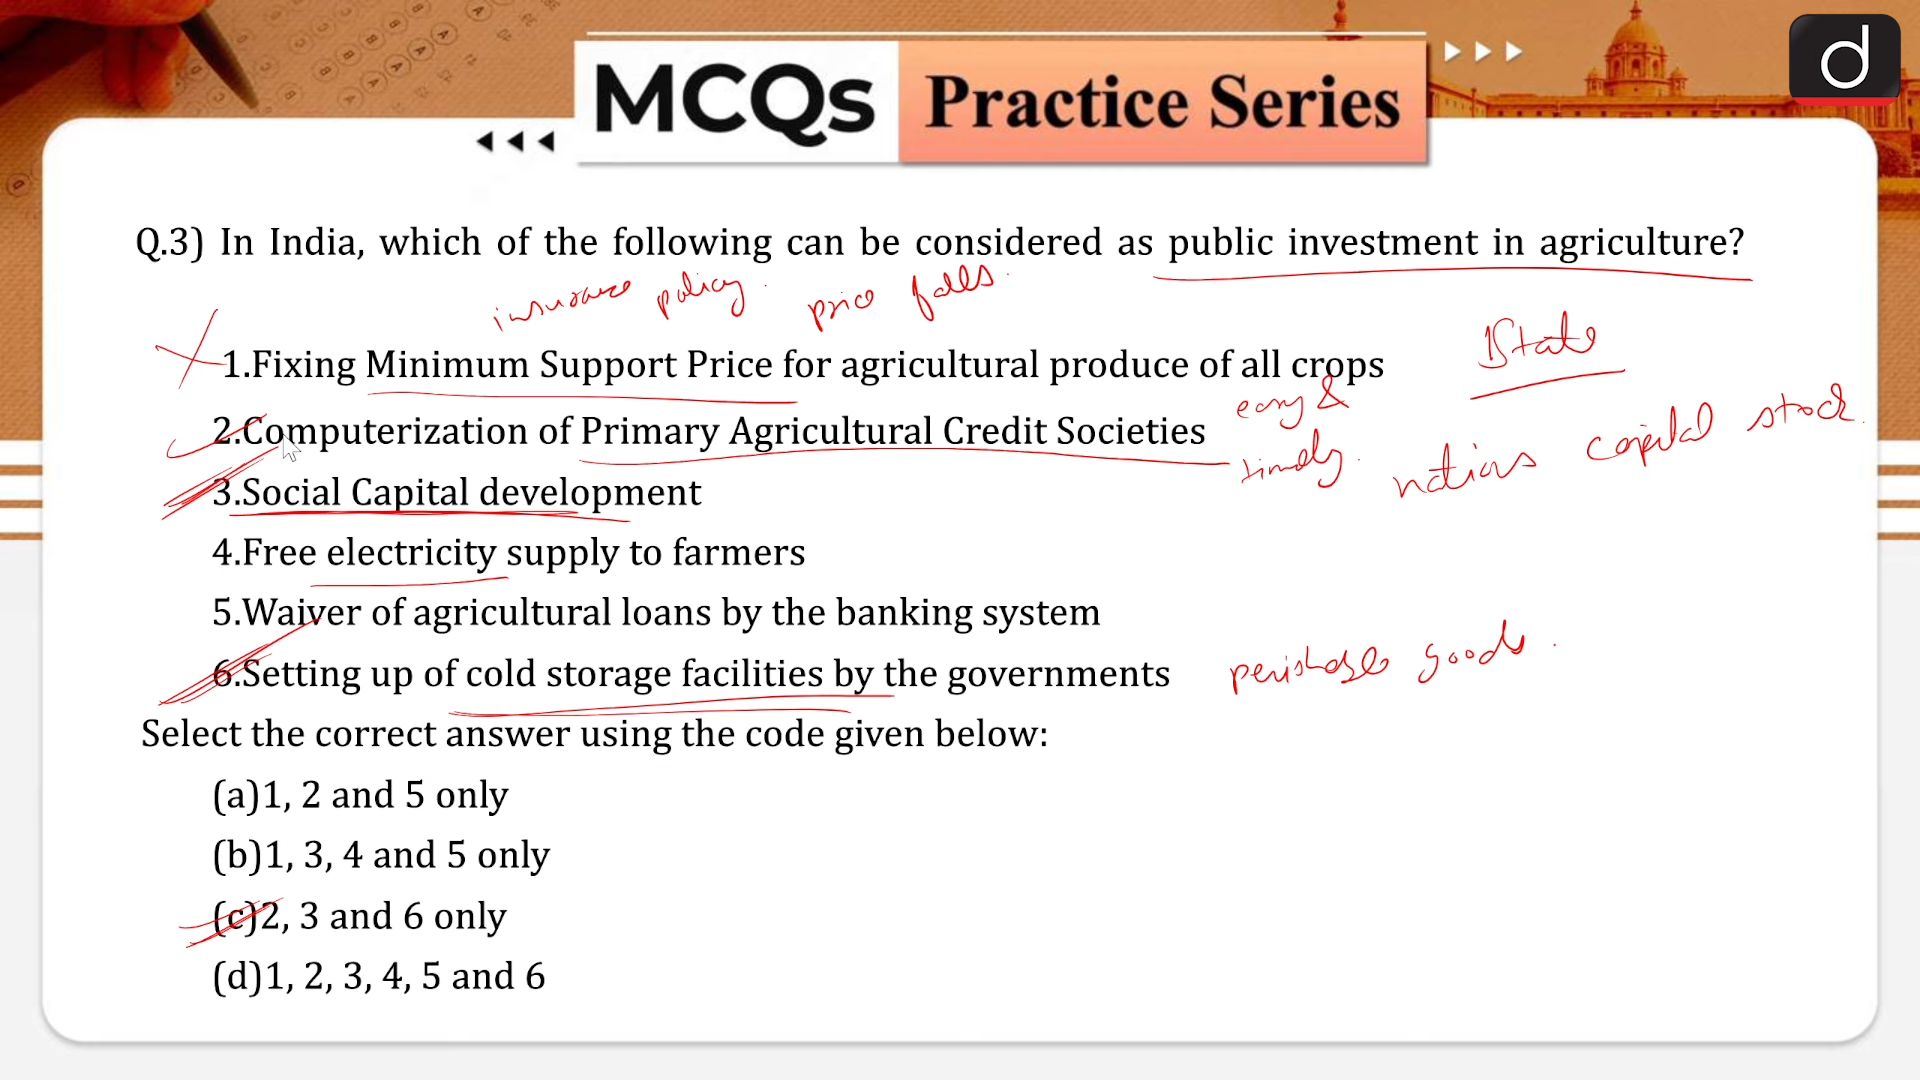 MCQs Practice Series
d
Q.3) In India, which of the following can be considered as public investment in agriculture?
insurance policy. price falls.
1.Fixing Minimum Support Price for agricultural produce of all crops
State
2.Computerization of Primary Agricultural Credit Societies
easy &
timely.
nations capital stock.
3.Social Capital development
4.Free electricity supply to farmers
5.Waiver of agricultural loans by the banking system
6.Setting up of cold storage facilities by the governments
goods.
Select the correct answer using the code given below:
(a)1, 2 and 5 only
(b)1, 3, 4 and 5 only
(c)2, 3 and 6 only
(d)1, 2, 3, 4, 5 and 6